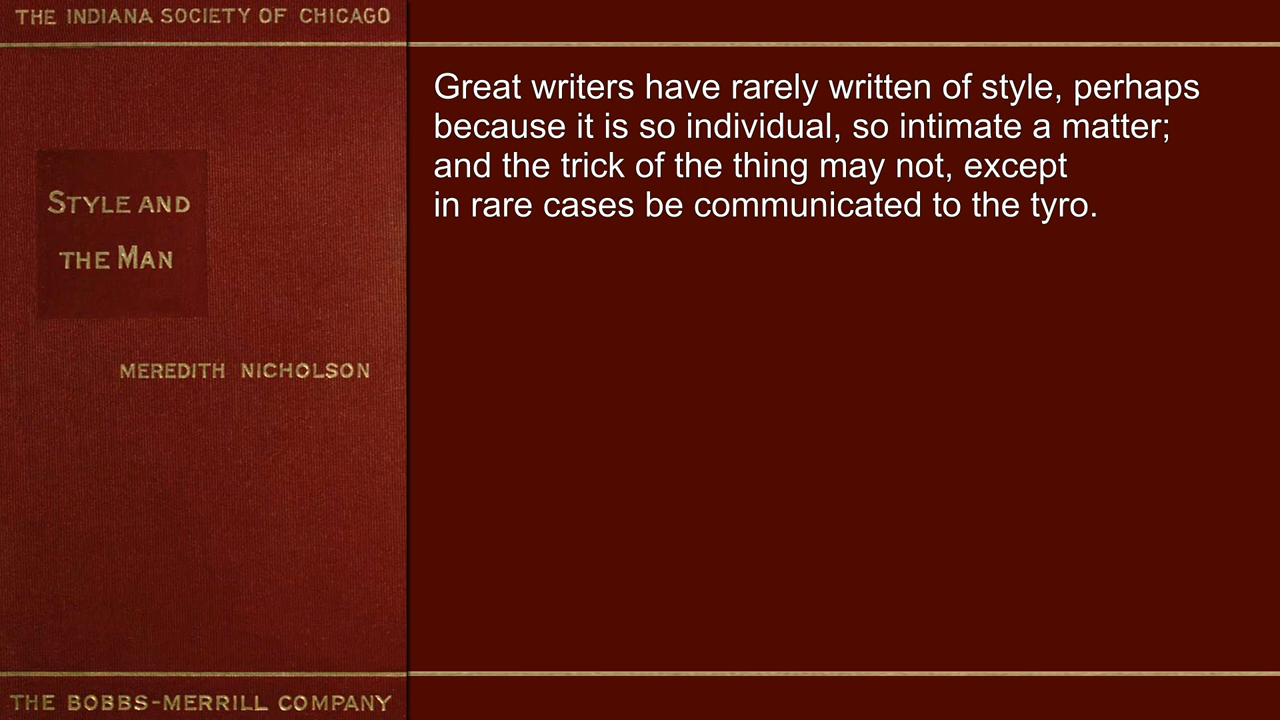 THE INDIANA SOCIETY OF CHICAGO
STYLE AND
THE MAN
MEREDITH NICHOLSON
THE BOBBS-MERRILL COMPANY
Great writers have rarely written of style, perhaps
because it is so individual, so intimate a matter;
and the trick of the thing may not, except
in rare cases be communicated to the tyro.